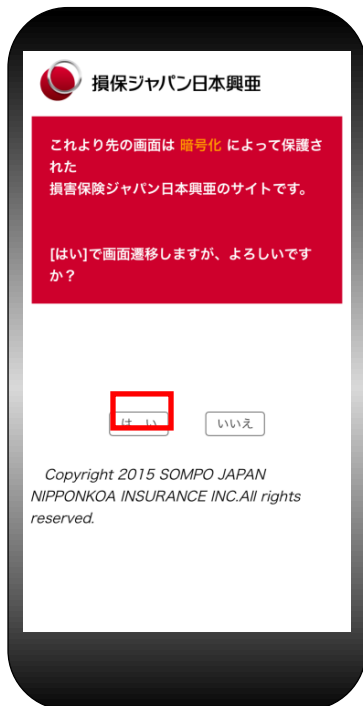 損保ジャパン日本興亜
これより先の画面は 暗号化 によって保護さ
れた
損害保険ジャパン日本興亜のサイトです。
[はい]で画面遷移しますが、よろしいです
か？
はい いいえ
Copyright 2015 SOMPO JAPAN
NIPPONKOA INSURANCE INC.All rights
reserved.